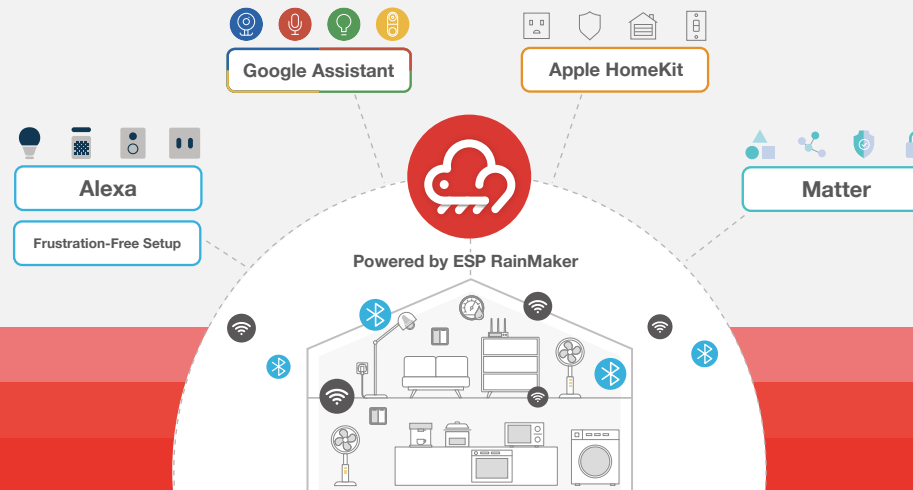 Google Assistant
Apple HomeKit
Alexa
Matter
Frustration-Free Setup
Powered by ESP RainMaker